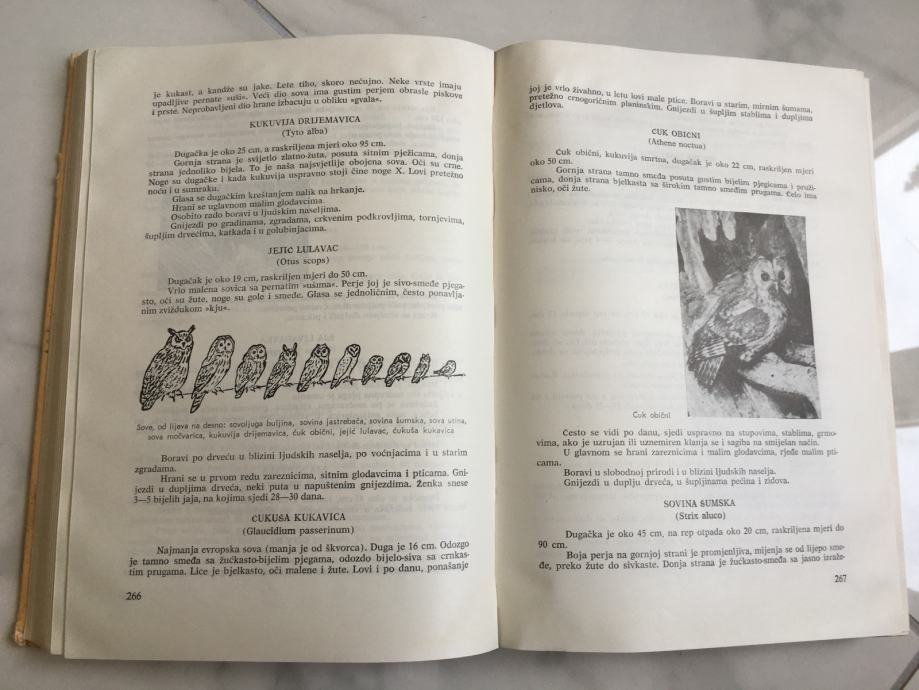 je kukast, a kandže su jake. Lete tiho, skoro nečujno. Neke vrste imaju
upadljive pernate »uši«. Veći dio sova ima gustim perjem obrasle piskove
i prste. Neprobavljeni dio hrane izbacuju u obliku »gvala«.
KUKUVIJA DRIJEMAVICA
(Tyto alba)
Dugačka je oko 25 cm, a raskriljena mjeri oko 95 cm.
Gornja strana je svijetlo zlatno-žuta, posuta sitnim pježicama, donja
strana jednoliko bijela. To je naša najsvjetlije obojena sova. Oči su crne.
Noge su dugačke i kada kukuvija uspravno stoji čine noge X. Lovi pretežno
noću i u sumraku.
Glasa se dugačkim kreštanjem nalik na hrkanje.
Hrani se uglavnom malim glodavcima.
Osobito rado boravi u ljudskim naseljima.
Gnijezdi po gradinama, zgradama, crkvenim podkrovljima, tornjevima,
šupljim drvećima, katkada i u golubinjacima.
JEJIĆ LULAVAC
(Otus scops)
Dugačak je oko 19 cm, raskriljen mjeri do 50 cm.
Vrlo malena sovica sa pernatim »ušima«. Perje joj je sivo-smeđe pjega-
sto, oči su žute, noge su gole i smeđe. Glasa se jednoličnim, često ponavlja-
nim zviždukom »kju«.
Sove, od lijeva na desno: sovoljuga buljina, sovina jastrebača, sovina šumska, sova utina,
sova močvarica, kukuvija drijemavica, ćuk obični, jejić lulavac, ćukuša kukavica
Boravi po drveću u blizini ljudskih naselja, po voćnjacima i u starim
zgradama.
Hrani se u prvom redu zareznicima, sitnim glodavcima i pticama. Gni-
jezdi u dupljima drveća, neki puta u napuštenim gnijezdima. Ženka snese
3—5 bijelih jaja, na kojima sjedi 28—30 dana.
ĆUKUŠA KUKAVICA
(Glaucidium passerinum)
Najmanja evropska sova (manja je od škvorca). Duga je 16 cm. Odozgo
je tamno smeđa sa žućkasto-bijelim pjegama, odozdo bijelo-siva sa crnkas-
tim prugama. Lice je bjelkasto, oči malene i žute. Lovi i po danu, ponašanje
266
joj je vrlo živahno, u letu lovi male ptice. Boravi u starim, mirnim šumama,
pretežno crnogoričnim planinskim. Gnijezdi u šupljim stablima i dupljima
djetlova.
ĆUK OBIČNI
(Athene noctua)
Ćuk obični, kukuvija smrtna, dugačak je oko 22 cm, raskriljen mjeri
oko 50 cm.
Gornja strana tamno smeđa posuta gustim bijelim pjegicama i pruži-
cama, donja strana bjelkasta sa širokim tamno smeđim prugama. Čelo ima
nisko, oči žute.
Ćuk obični
Često se vidi po danu, sjedi uspravno na stupovima, stablima, grmo-
vima, ako je uzrujan ili uznemiren klanja se i sagiba na smiješan način.
U glavnom se hrani zareznicima i malim glodavcima, rjeđe malim pti-
cama.
Boravi u slobodnoj prirodi i u blizini ljudskih naselja.
Gnijezdi u duplju drveća, u šupljinama pećina i zidova.
SOVINA ŠUMSKA
(Strix aluco)
Dugačka je oko 45 cm, na rep otpada oko 20 cm, raskriljena mjeri do
90 cm.
Boja perja na gornjoj strani je promjenljiva, mijenja se od lijepo sme-
đe, preko žute do sivkaste. Donja strana je žućkasto-smeđa sa jasno izraže-
267